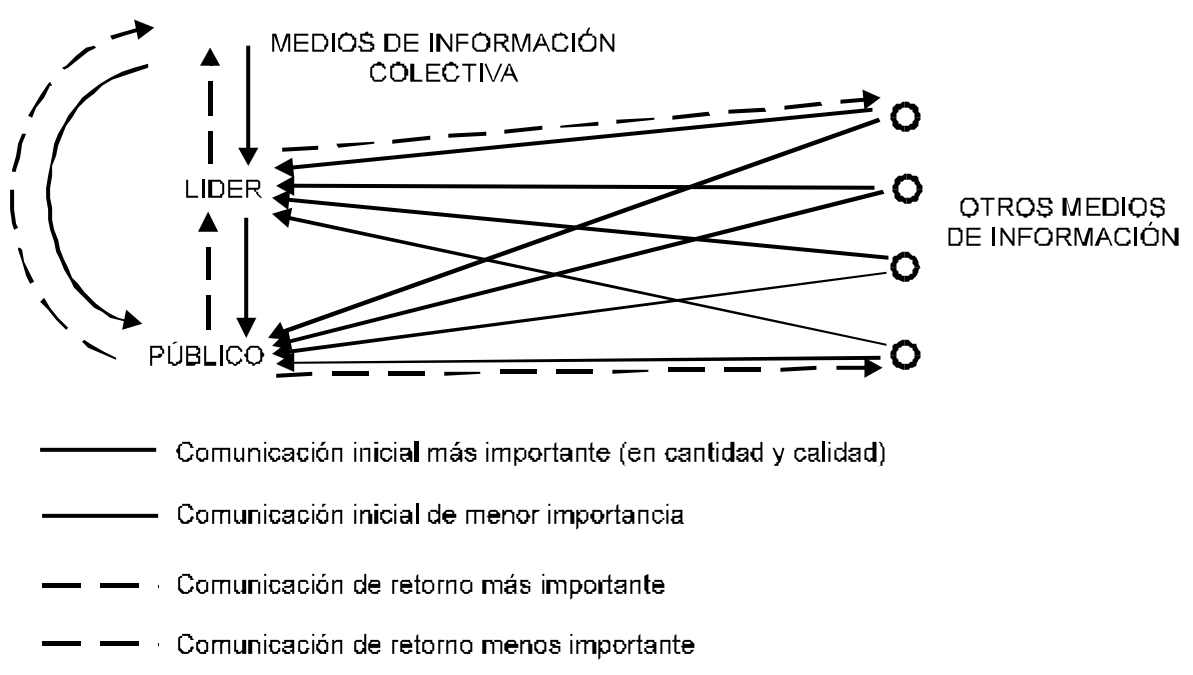 MEDIOS DE INFORMACIÓN
COLECTIVA
LIDER
OTROS MEDIOS
DE INFORMACIÓN
PÚBLICO
Comunicación inicial más importante (en cantidad y calidad)
Comunicación inicial de menor importancia
Comunicación de retorno más importante
Comunicación de retorno menos importante